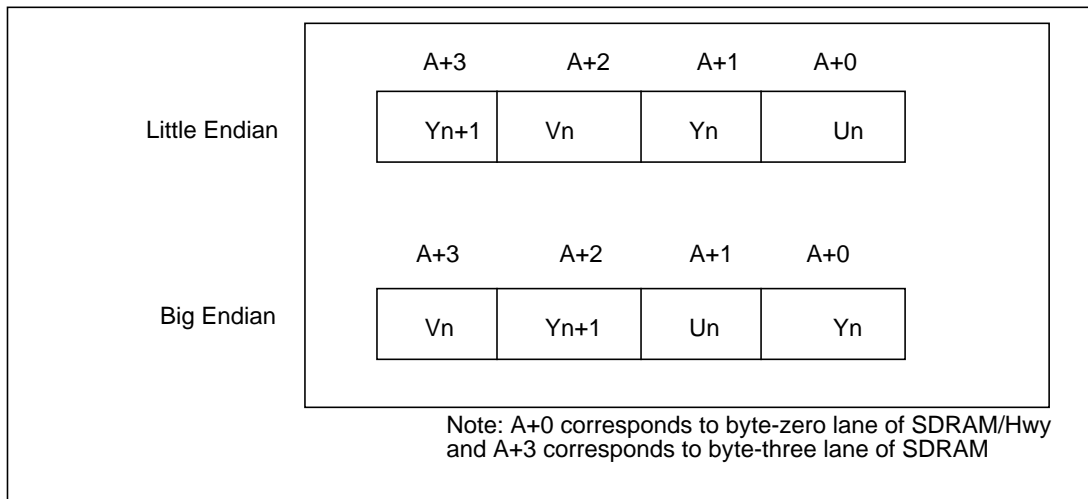 A+3 A+2 A+1 A+0
Little Endian Yn+1 Vn Yn Un
A+3 A+2 A+1 A+0
Big Endian Vn Yn+1 Un Yn
Note: A+0 corresponds to byte-zero lane of SDRAM/Hwy
and A+3 corresponds to byte-three lane of SDRAM